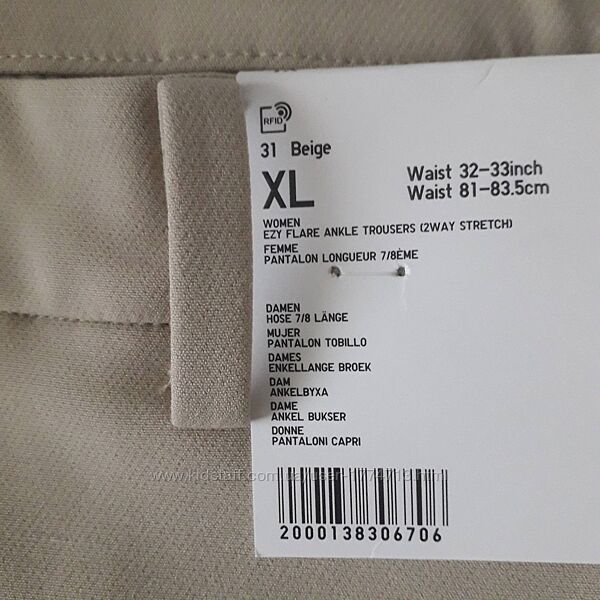 RFID
31 Beige
XL
Waist 32-33inch
Waist 81-83.5cm
WOMEN
EZY FLARE ANKLE TROUSERS (2WAY STRETCH)
FEMME
PANTALON LONGUEUR 7/8ÈME
DAMEN
HOSE 7/8 LÄNGE
MUJER
PANTALON TOBILLO
DAMES
ENKELLANGE BROEK
DAM
ANKELBYXA
DAME
ANKEL BUKSER
DONNE
PANTALONI CAPRI
2000138306706